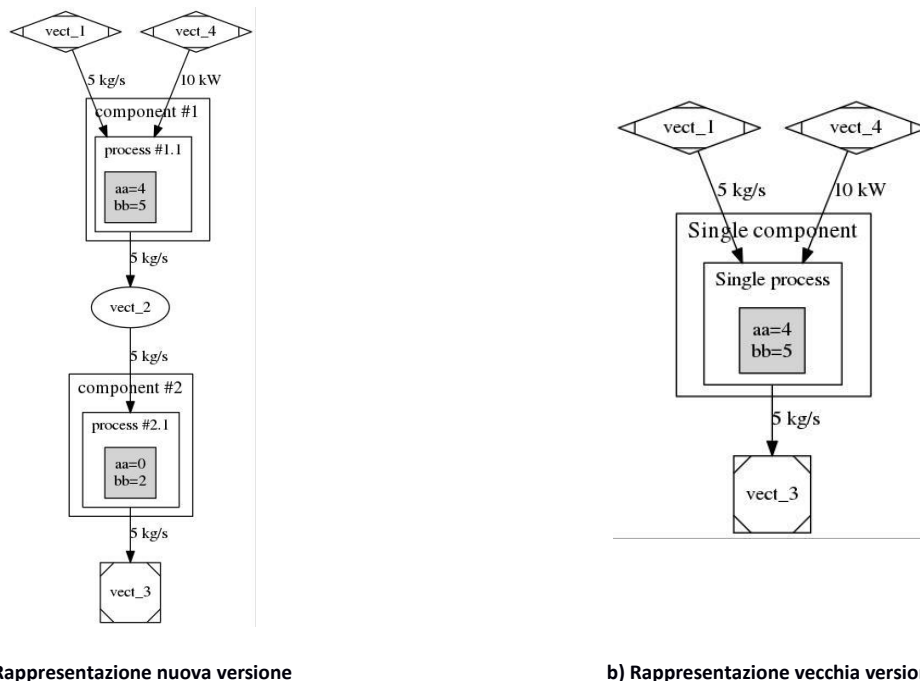 vect_1 vect_4
5 kg/s 10 kW
component #1
process #1.1
aa=4
bb=5
5 kg/s
vect_2
5 kg/s
component #2
process #2.1
aa=0
bb=2
5 kg/s
vect_3
vect_1 vect_4
5 kg/s 10 kW
Single component
Single process
aa=4
bb=5
5 kg/s
vect_3
Rappresentazione nuova versione
b) Rappresentazione vecchia version